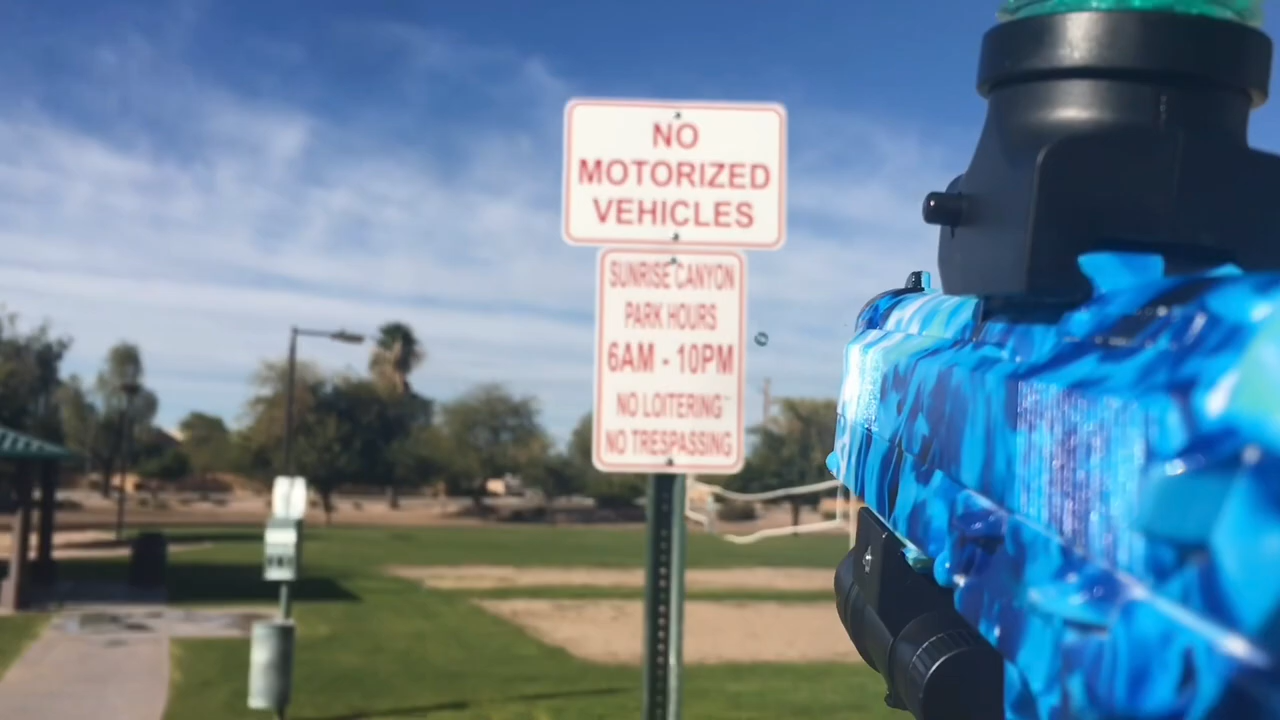 NO
MOTORIZED
VEHICLES
SUNRISE CANYON
PARK HOURS
6AM - 10PM
NO LOITERING
NO TRESPASSING